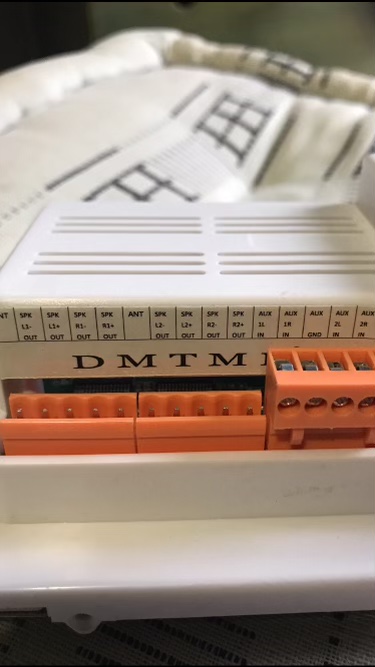 NT SPK SPK SPK SPK ANT SPK SPK SPK SPK AUX AUX AUX AUX AUX
L1- L1+ R1- R1+ L2- L2+ R2- R2+ 1L 1R 2L 2R
OUT OUT OUT OUT OUT OUT OUT OUT IN IN GND IN IN
DMTM